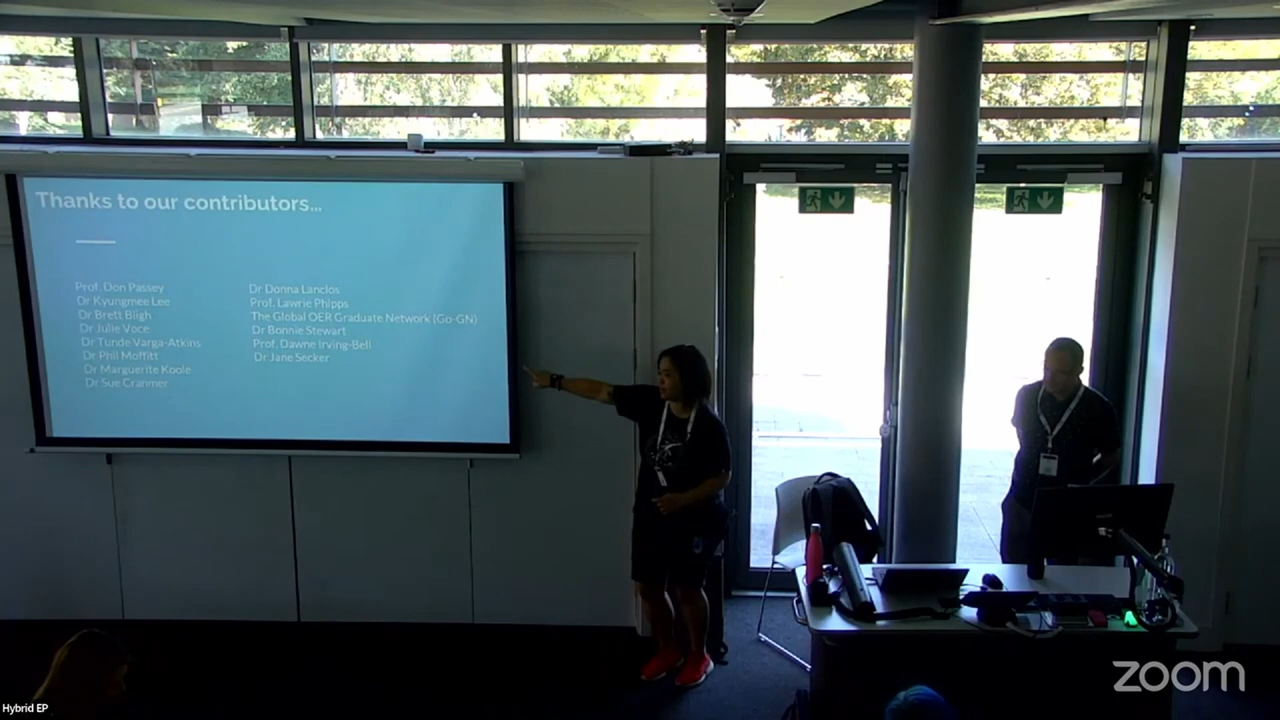 Thanks to our contributors...
Prof. Don Passey
Dr Kyungmee Lee
Dr Brett Bligh
Dr Julie Voce
Dr Tunde Varga-Atkins
Dr Phil Moffitt
Dr Marguerite Koole
Dr Sue Cranmer
Dr Donna Lanclos
Prof. Lawrie Phipps
The Global OER Graduate Network (Go-GN)
Dr Bonnie Stewart
Prof. Dawne Irving-Bell
Dr Jane Secker
zoom
Hybrid EP